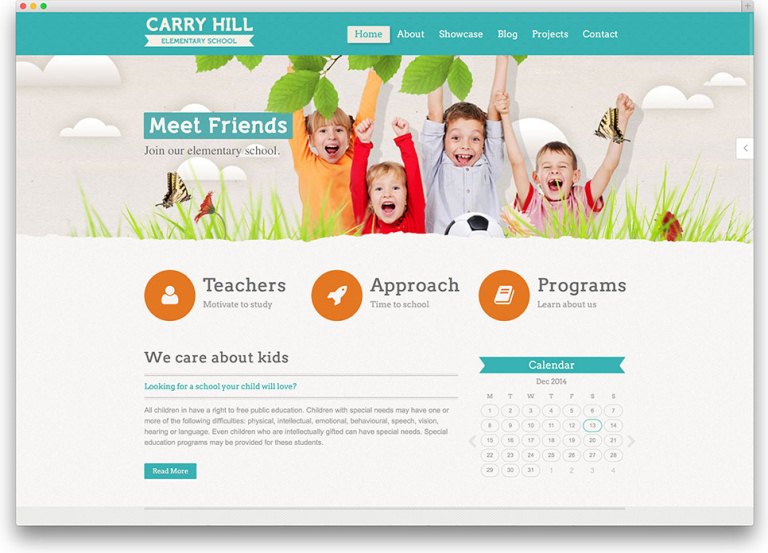 CARRY HILL
ELEMENTARY SCHOOL
Home About Showcase Blog Projects Contact
Meet Friends
Join our elementary school.
Teachers
Motivate to study
Approach
Time to school
Programs
Learn about us
We care about kids
Looking for a school your child will love?
All children in have a right to free public education. Children with special needs may have one or
more of the following difficulties: physical, intellectual, emotional, behavioural, speech, vision,
hearing or language. Even children who are intellectually gifted can have special needs. Special
education programs may be provided for these students.
Read More
Calendar
Dec 2014
M T W T F S S
1 2 3 4 5 6 7
8 9 10 11 12 13 14
15 16 17 18 19 20 21
22 23 24 25 26 27 28
29 30 31 1 2 3 4